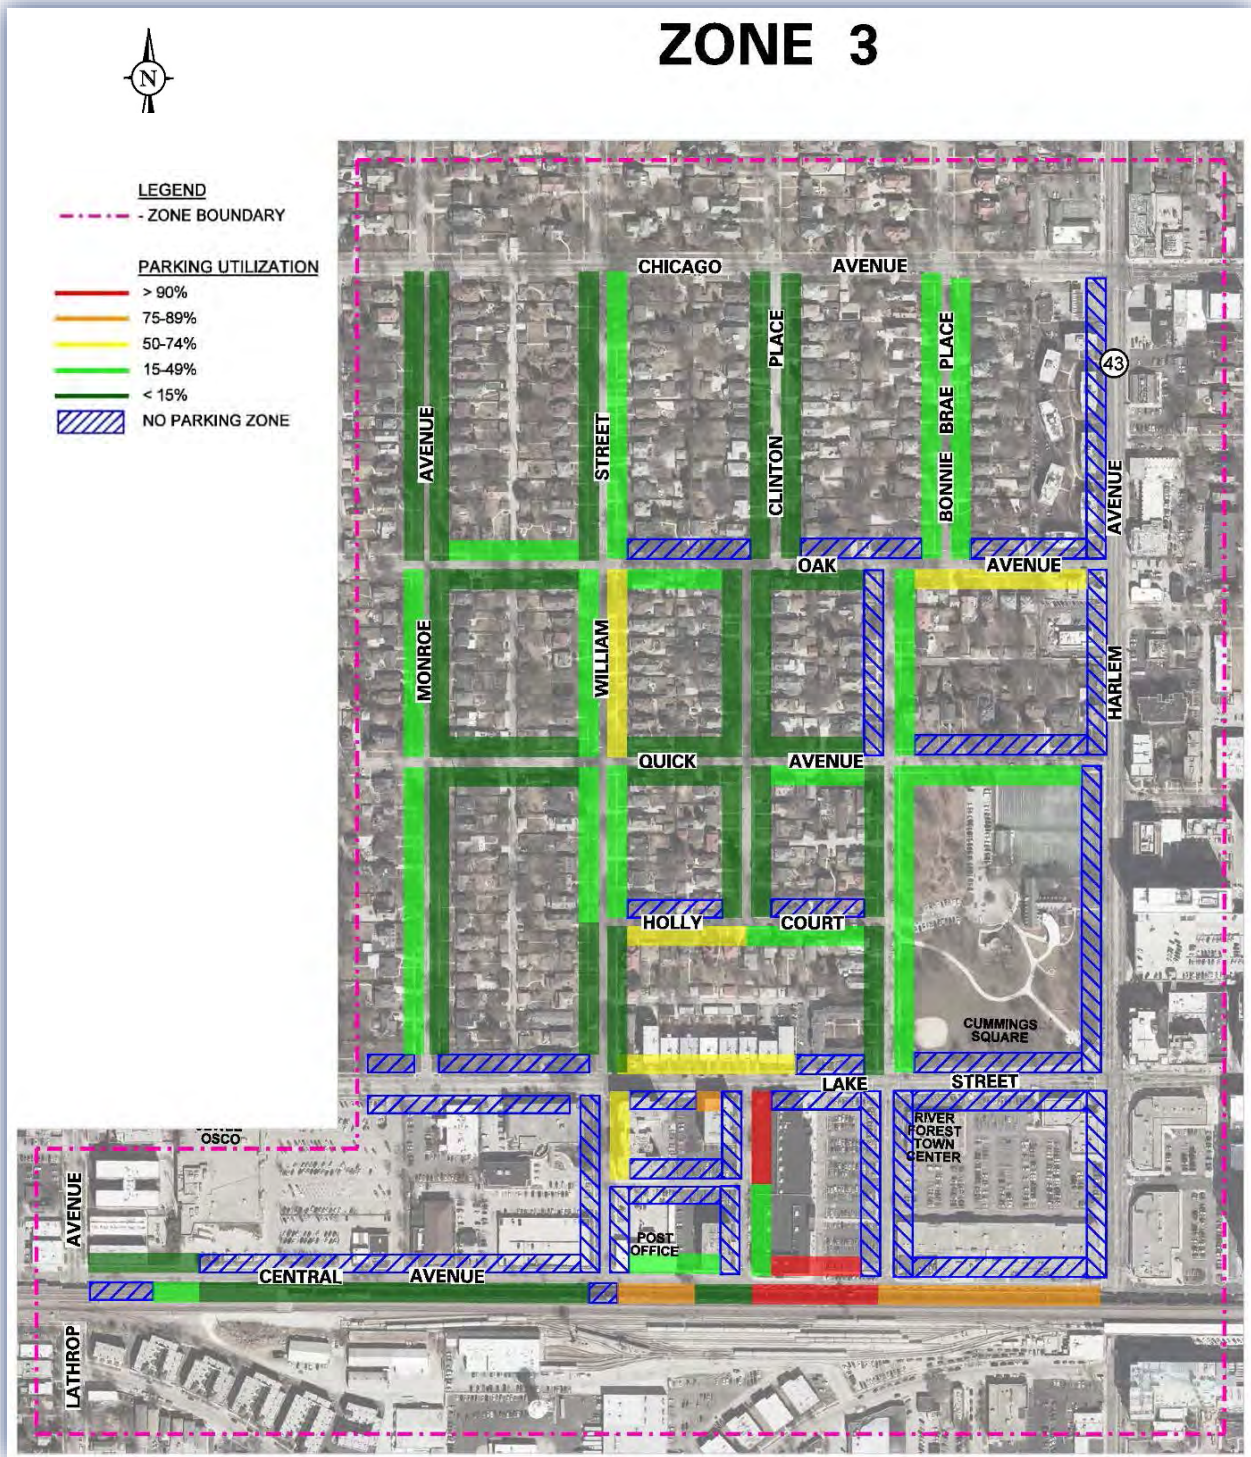 ZONE 3
N
LEGEND
- ZONE BOUNDARY
PARKING UTILIZATION
> 90%
75-89%
50-74%
15-49%
< 15%
NO PARKING ZONE
CHICAGO AVENUE
AVENUE
STREET
CLINTON PLACE
BONNIE BRAE PLACE
43
AVENUE
OAK AVENUE
MONROE
WILLIAM
HARLEM
QUICK AVENUE
HOLLY COURT
CUMMINGS
SQUARE
LAKE STREET
RIVER
FOREST
TOWN
CENTER
OSCO
AVENUE
POST
OFFICE
CENTRAL AVENUE
LATHROP